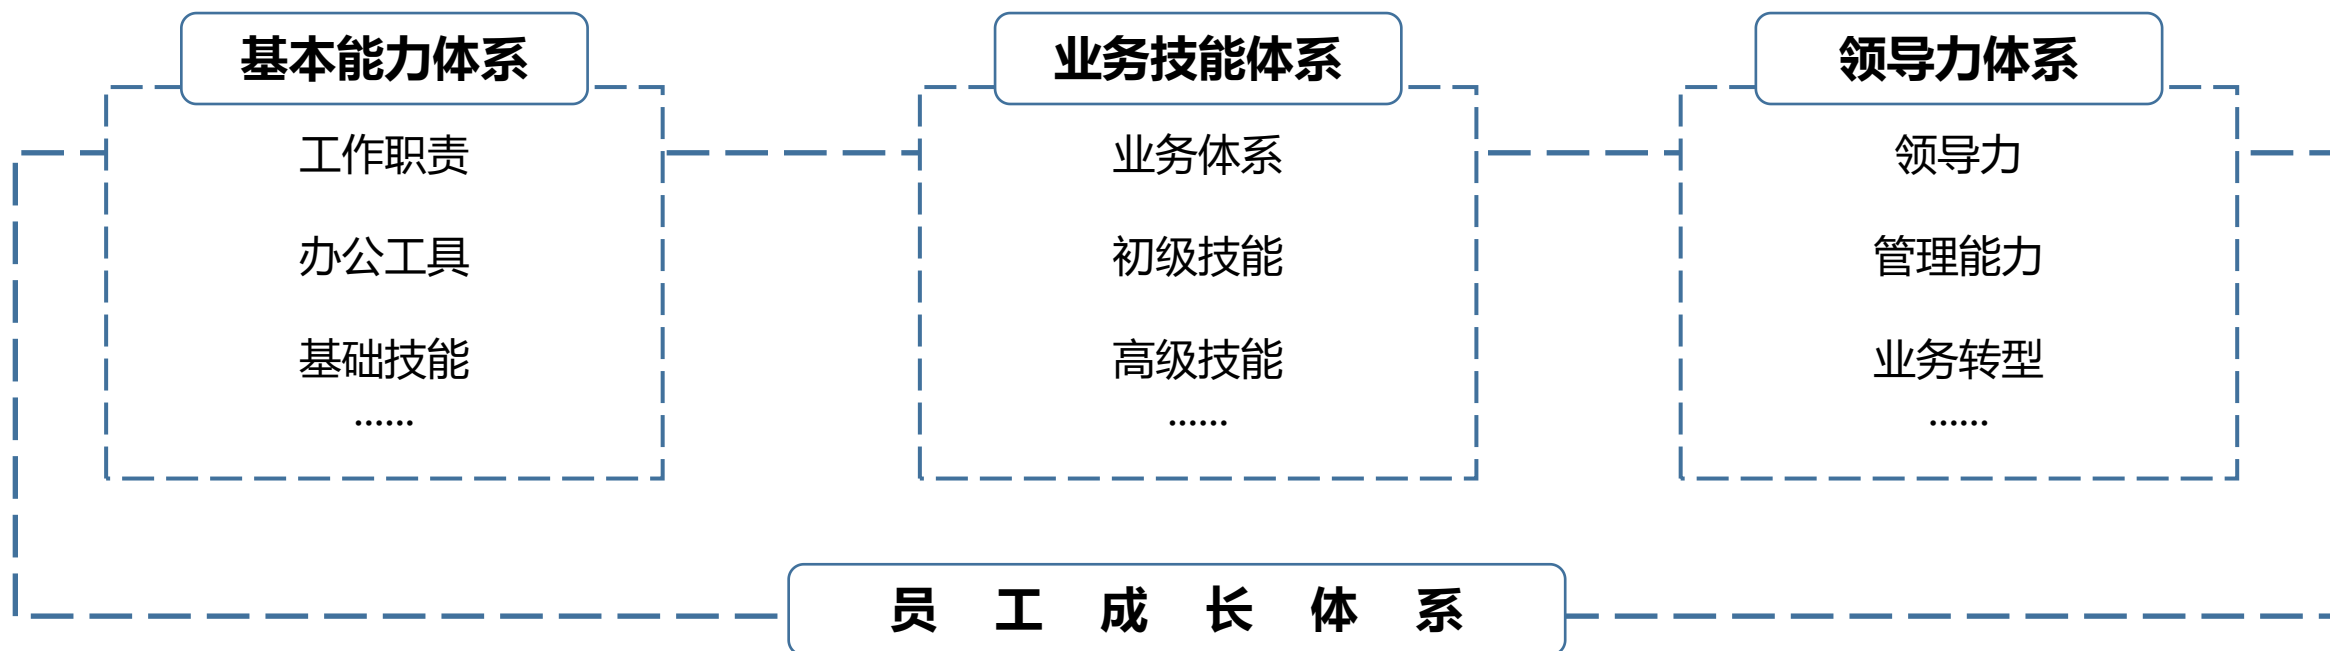 基本能力体系
工作职责
办公工具
基础技能
……
业务技能体系
业务体系
初级技能
高级技能
……
领导力体系
领导力
管理能力
业务转型
……
员工成长体系